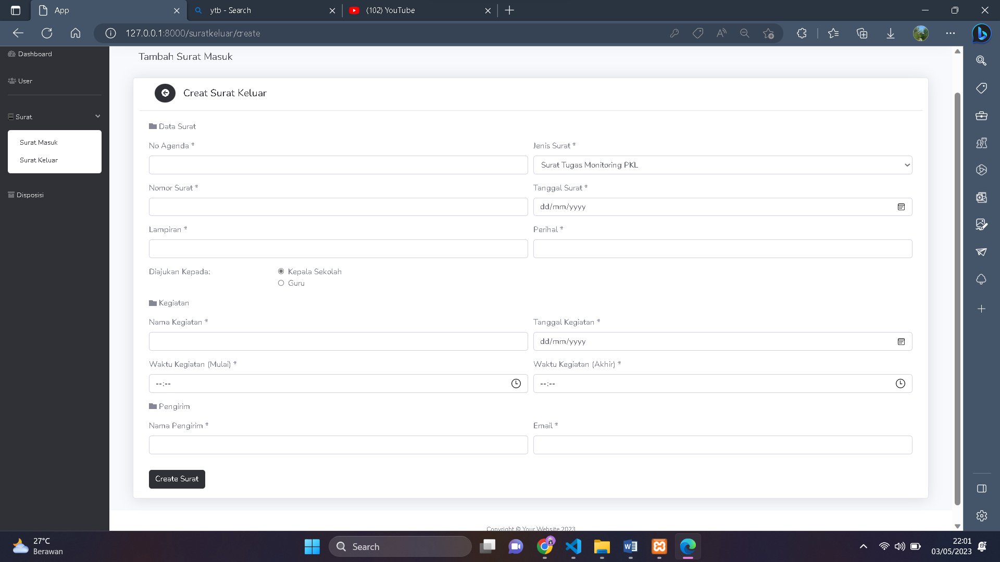 App
ytb - Search
(102) YouTube
127.0.0.1:8000/suratkeluar/create
Dashboard
User
Surat
Surat Masuk
Surat Keluar
Disposisi
Tambah Surat Masuk
Creat Surat Keluar
Data Surat
No Agenda *
Jenis Surat *
Surat Tugas Monitoring PKL
Nomor Surat *
Tanggal Surat *
dd/mm/yyyy
Lampiran *
Perihal *
Diajukan Kepada:
Kepala Sekolah
Guru
Kegiatan
Nama Kegiatan *
Tanggal Kegiatan *
dd/mm/yyyy
Waktu Kegiatan (Mulai) *
Waktu Kegiatan (Akhir) *
--:--
--:--
Pengirim
Nama Pengirim *
Email *
Create Surat
Copyright © Your Website 2023
27°C
Berawan
Search
22:01
03/05/2023